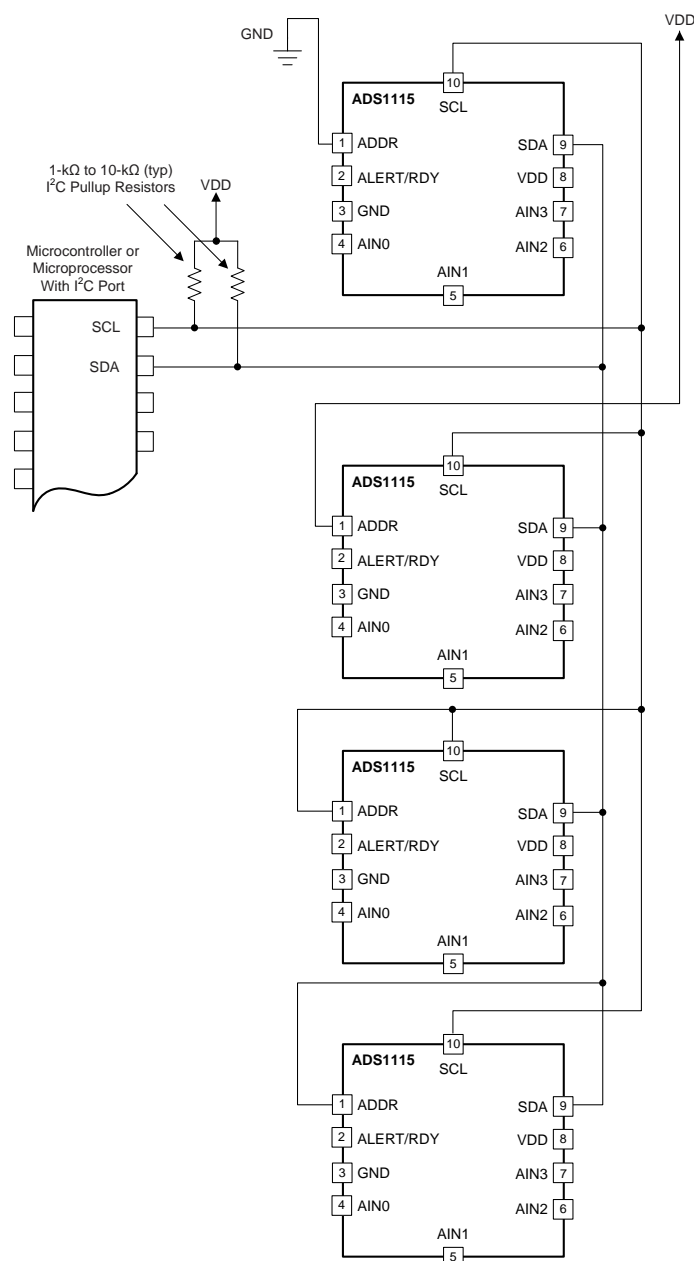 VDD
GND
10
ADS1115
SCL
1 ADDR
SDA 9
2 ALERT/RDY
VDD 8
3 GND
AIN3 7
4 AIN0
AIN2 6
AIN1
5
1-kΩ to 10-kΩ (typ)
I²C Pullup Resistors
VDD
Microcontroller or
Microprocessor
With I²C Port
SCL
SDA
10
ADS1115
SCL
1 ADDR
SDA 9
2 ALERT/RDY
VDD 8
3 GND
AIN3 7
4 AIN0
AIN2 6
AIN1
5
10
ADS1115
SCL
1 ADDR
SDA 9
2 ALERT/RDY
VDD 8
3 GND
AIN3 7
4 AIN0
AIN2 6
AIN1
5
10
ADS1115
SCL
1 ADDR
SDA 9
2 ALERT/RDY
VDD 8
3 GND
AIN3 7
4 AIN0
AIN2 6
AIN1
5